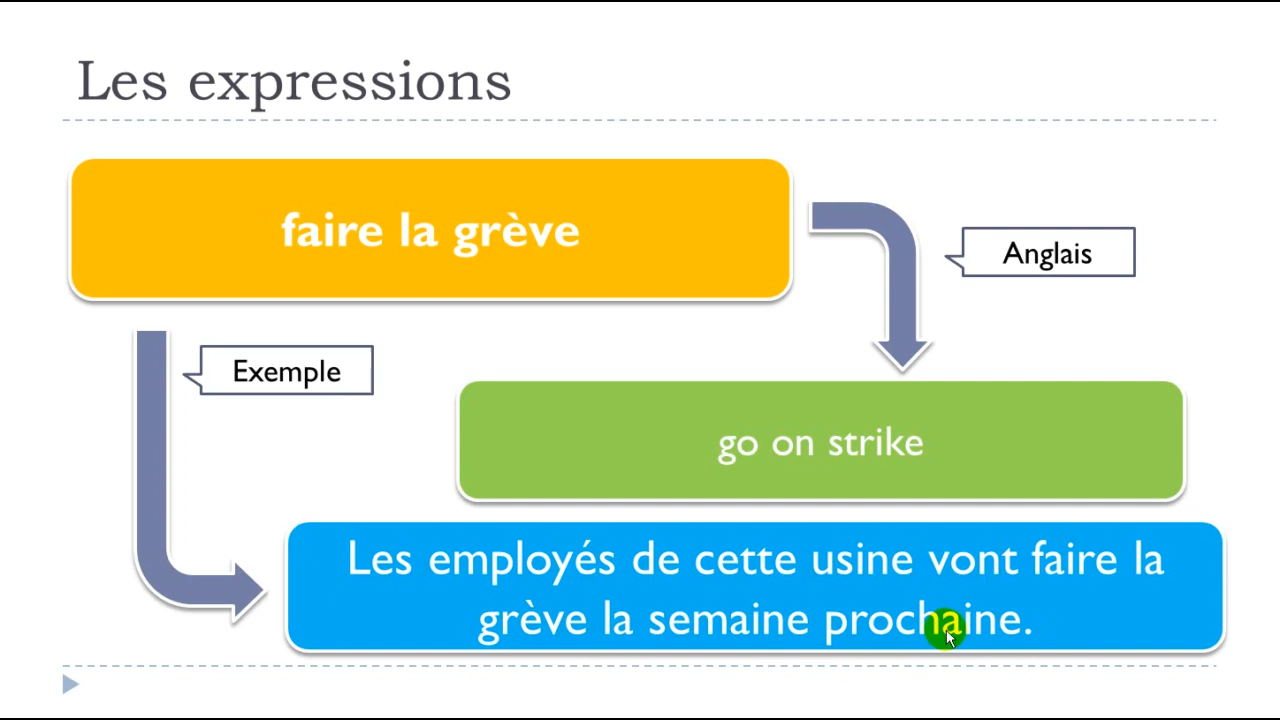 Les expressions
faire la grève
Anglais
Exemple
go on strike
Les employés de cette usine vont faire la
grève la semaine prochaine.